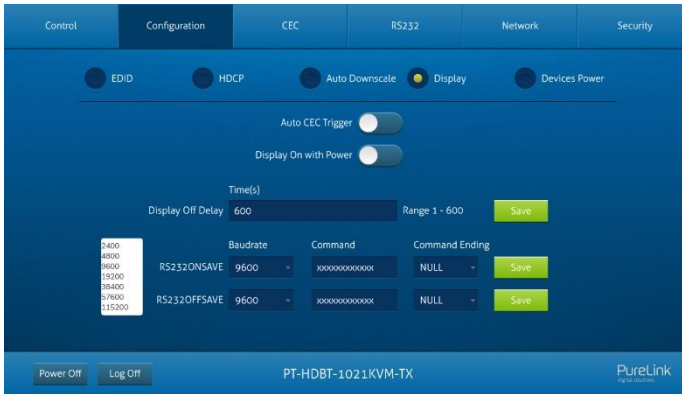 Control Configuration CEC RS232 Network Security
EDID HDCP Auto Downscale Display Devices Power
Auto CEC Trigger
Display On with Power
Time(s)
Display Off Delay 600 Range 1 - 600 Save
2400
4800
9600
19200
38400
57600
115200
Baudrate Command Command Ending
RS232ONSAVE 9600 xxxxxxxxxxxx NULL Save
RS232OFFSAVE 9600 xxxxxxxxxxxx NULL Save
Power Off Log Off PT-HDBT-1021KVM-TX PureLink
digital solutions